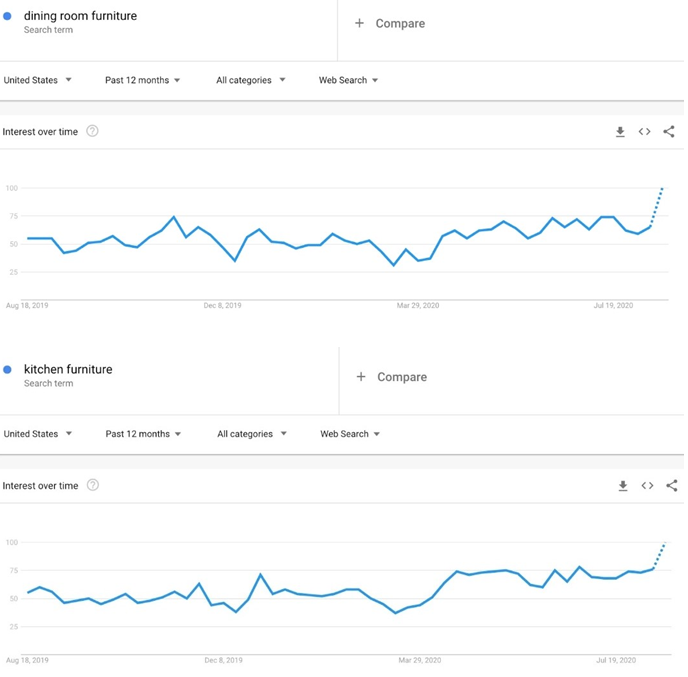 dining room furniture
Search term
+ Compare
United States
Past 12 months
All categories
Web Search
Interest over time ?
100
75
50
25
Aug 18, 2019
Dec 8, 2019
Mar 29, 2020
Jul 19, 2020
kitchen furniture
Search term
+ Compare
United States
Past 12 months
All categories
Web Search
Interest over time ?
100
75
50
25
Aug 18, 2019
Dec 8, 2019
Mar 29, 2020
Jul 19, 2020